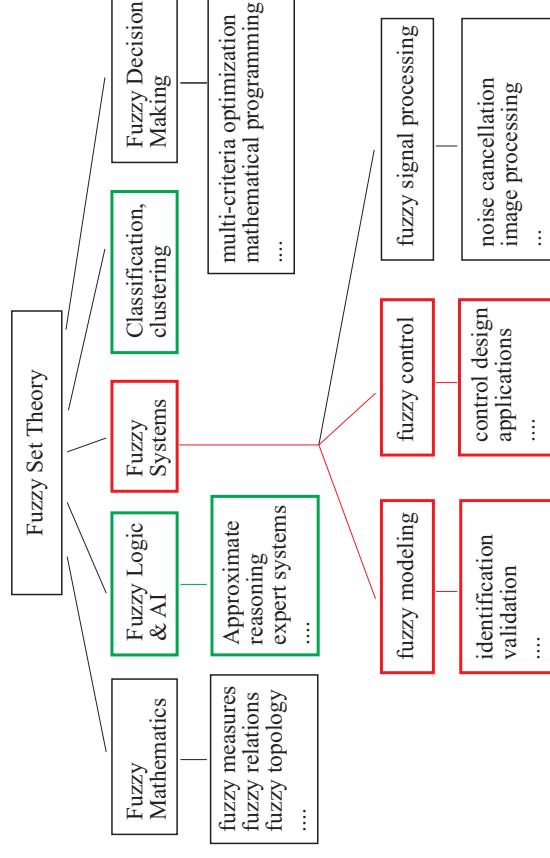 Fuzzy Set Theory
Fuzzy
Mathematics
Fuzzy Logic
& AI
Fuzzy
Systems
Classification,
clustering
Fuzzy Decision
Making
fuzzy measures
fuzzy relations
fuzzy topology
....
Approximate
reasoning
expert systems
....
multi-criteria optimization
mathematical programming
....
fuzzy modeling
fuzzy control
fuzzy signal processing
identification
validation
....
control design
applications
....
noise cancellation
image processing
...